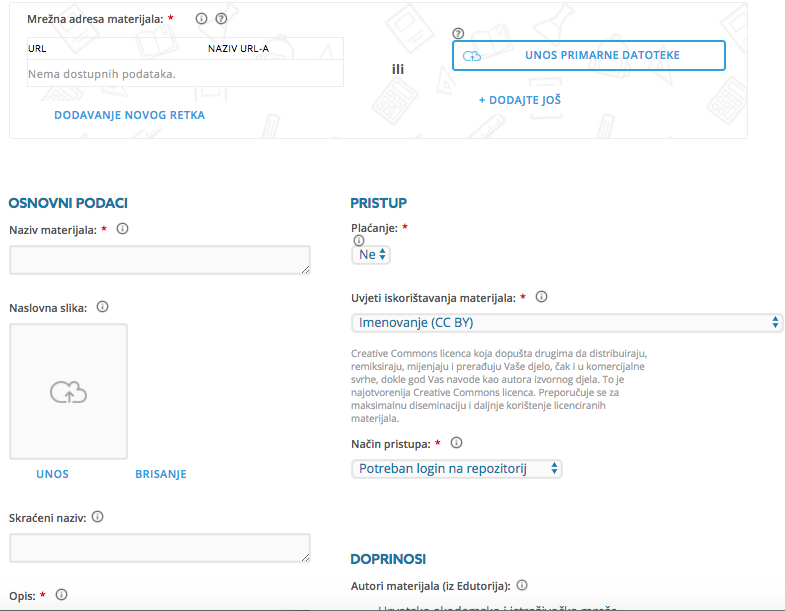 Mrežna adresa materijala: *
URL NAZIV URL-A
Nema dostupnih podataka.
DODAVANJE NOVOG RETKA
ili
UNOS PRIMARNE DATOTEKE
+ DODAJTE JOŠ
OSNOVNI PODACI
Naziv materijala: *
Naslovna slika:
UNOS BRISANJE
Skraćeni naziv:
Opis: *
PRISTUP
Plaćanje: *
Ne
Uvjeti iskorištavanja materijala: *
Imenovanje (CC BY)
Creative Commons licenca koja dopušta drugima da distribuiraju,
remiksiraju, mijenjaju i prerađuju Vaše djelo, čak i u komercijalne
svrhe, dokle god Vas navode kao autora izvornog djela. To je
najotvorenija Creative Commons licenca. Preporučuje se za
maksimalnu diseminaciju i daljnje korištenje licenciranih
materijala.
Način pristupa: *
Potreban login na repozitorij
DOPRINOSI
Autori materijala (iz Edutorija):
Hrvatska akademska i istraživačka mreža